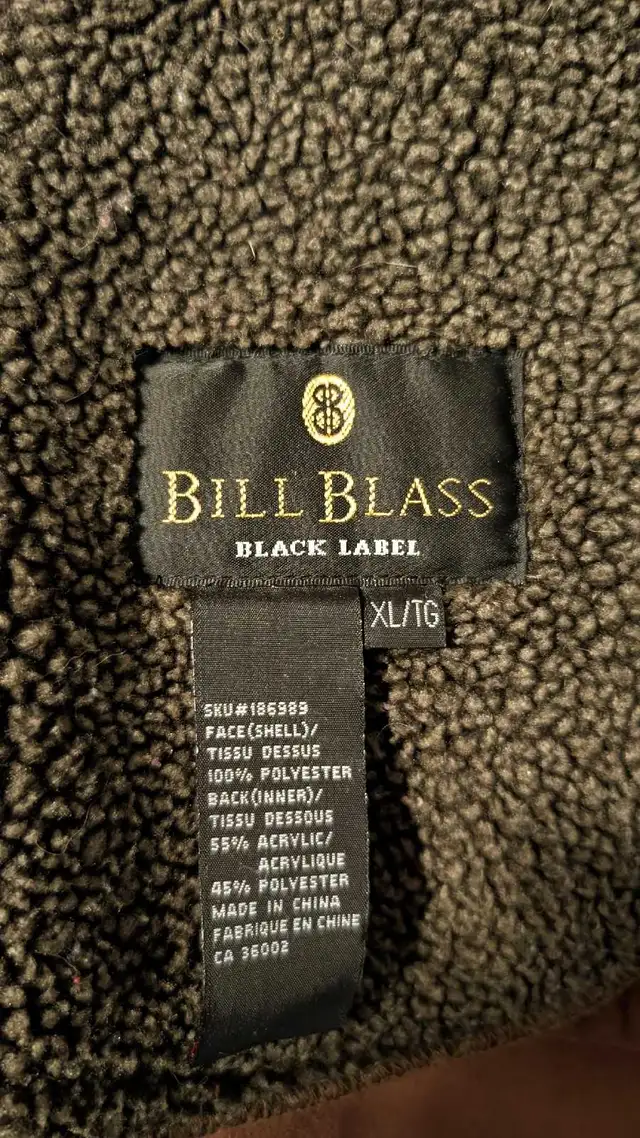 BILL BLASS
BLACK LABEL
XL/TG
SKU#186989
FACE(SHELL)/
TISSU DESSUS
100% POLYESTER
BACK(INNER)/
TISSU DESSOUS
55% ACRYLIC/
ACRYLIQUE
45% POLYESTER
MADE IN CHINA
FABRIQUE EN CHINE
CA 36002